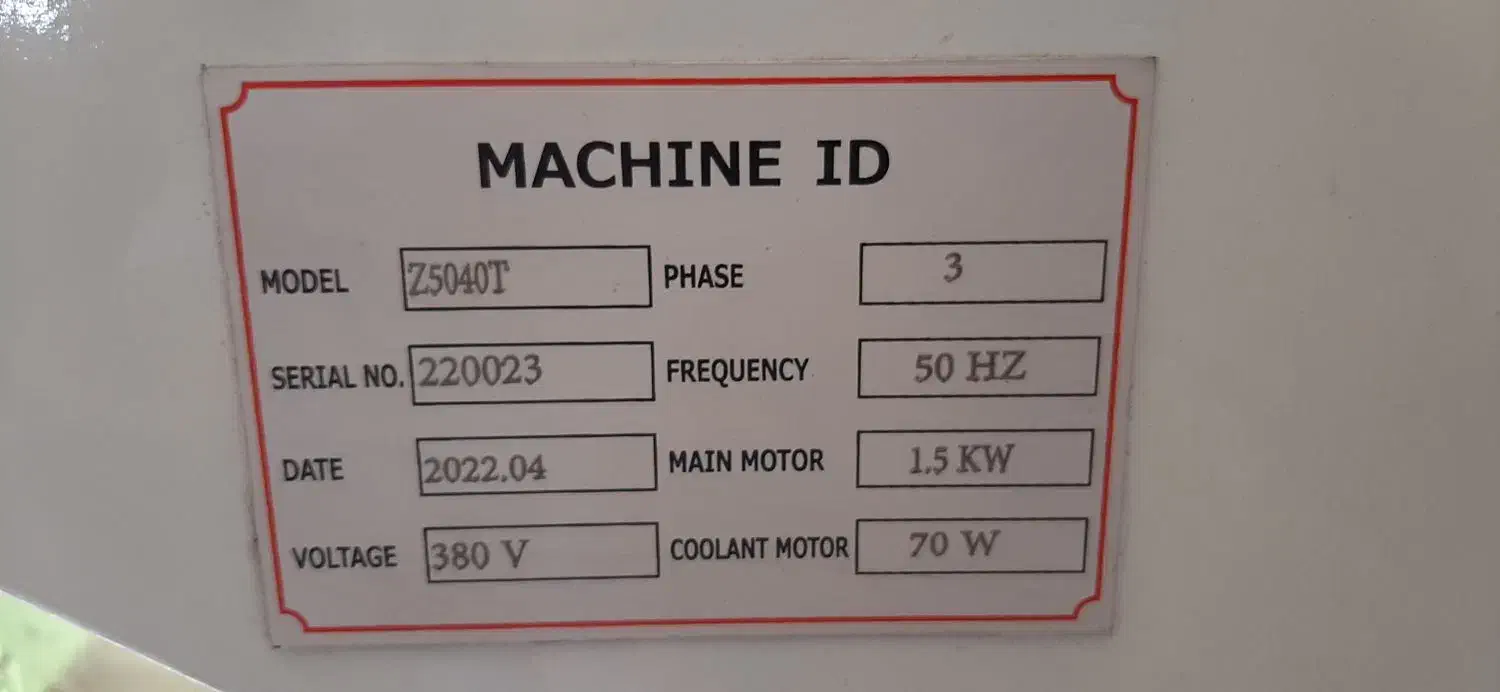 MACHINE ID
MODEL Z5040T PHASE 3
SERIAL NO. 220023 FREQUENCY 50 HZ
DATE 2022.04 MAIN MOTOR 1.5 KW
VOLTAGE 380 V COOLANT MOTOR 70 W